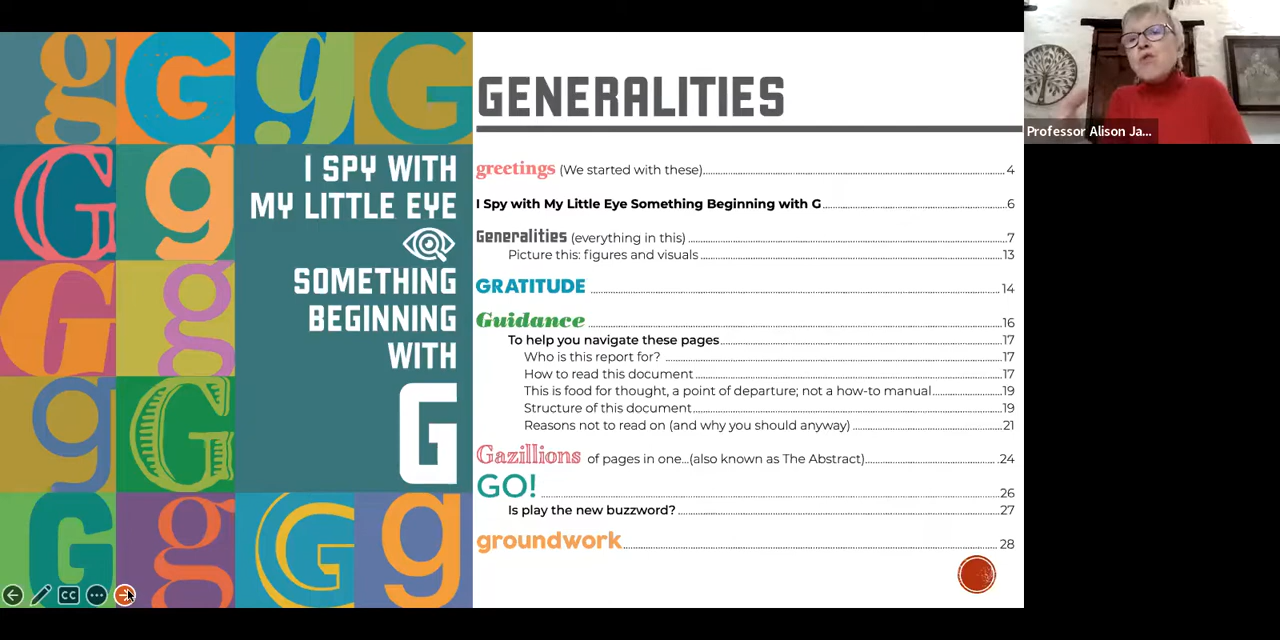 GENERALITIES
I SPY WITH
MY LITTLE EYE
SOMETHING
BEGINNING
WITH
G
greetings (We started with these) 4
I Spy with My Little Eye Something Beginning with G 6
Generalities (everything in this) 7
Picture this: figures and visuals 13
GRATITUDE 14
Guidance 16
To help you navigate these pages 17
Who is this report for? 17
How to read this document 17
This is food for thought, a point of departure; not a how-to manual 19
Structure of this document 19
Reasons not to read on (and why you should anyway) 21
Gazillions of pages in one...(also known as The Abstract) 24
GO! 26
Is play the new buzzword? 27
groundwork 28
g G g G
G g
G g
g G
G g G g
CC
Professor Alison Ja...